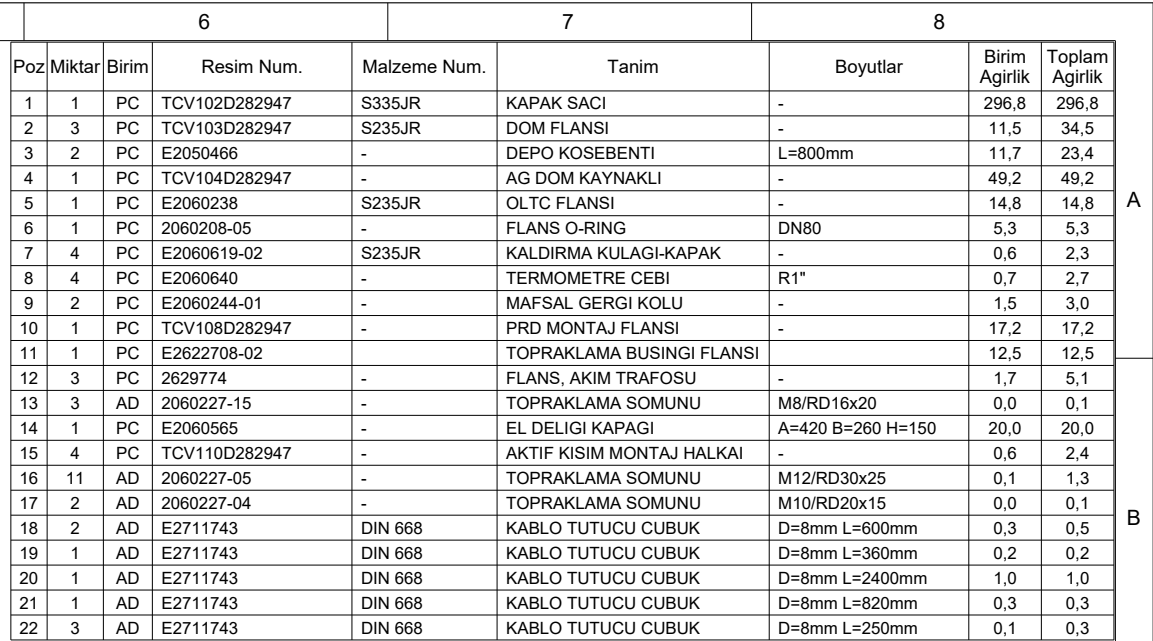 6 7 8
Poz Miktar Birim Resim Num. Malzeme Num. Tanim Boyutlar Birim Agirlik Toplam Agirlik
1 1 PC TCV102D282947 S335JR KAPAK SACI - 296,8 296,8
2 3 PC TCV103D282947 S235JR DOM FLANSI - 11,5 34,5
3 2 PC E2050466 - DEPO KOSEBENTI L=800mm 11,7 23,4
4 1 PC TCV104D282947 - AG DOM KAYNAKLI - 49,2 49,2
5 1 PC E2060238 S235JR OLTC FLANSI - 14,8 14,8
A
6 1 PC 2060208-05 - FLANS O-RING DN80 5,3 5,3
7 4 PC E2060619-02 S235JR KALDIRMA KULAGI-KAPAK - 0,6 2,3
8 4 PC E2060640 - TERMOMETRE CEBI R1" 0,7 2,7
9 2 PC E2060244-01 - MAFSAL GERGI KOLU - 1,5 3,0
10 1 PC TCV108D282947 - PRD MONTAJ FLANSI - 17,2 17,2
11 1 PC E2622708-02 TOPRAKLAMA BUSINGI FLANSI 12,5 12,5
12 3 PC 2629774 - FLANS, AKIM TRAFOSU - 1,7 5,1
13 3 AD 2060227-15 - TOPRAKLAMA SOMUNU M8/RD16x20 0,0 0,1
14 1 PC E2060565 - EL DELIGI KAPAGI A=420 B=260 H=150 20,0 20,0
15 4 PC TCV110D282947 - AKTIF KISIM MONTAJ HALKAI - 0,6 2,4
16 11 AD 2060227-05 - TOPRAKLAMA SOMUNU M12/RD30x25 0,1 1,3
17 2 AD 2060227-04 - TOPRAKLAMA SOMUNU M10/RD20x15 0,0 0,1
B
18 2 AD E2711743 DIN 668 KABLO TUTUCU CUBUK D=8mm L=600mm 0,3 0,5
19 1 AD E2711743 DIN 668 KABLO TUTUCU CUBUK D=8mm L=360mm 0,2 0,2
20 1 AD E2711743 DIN 668 KABLO TUTUCU CUBUK D=8mm L=2400mm 1,0 1,0
21 1 AD E2711743 DIN 668 KABLO TUTUCU CUBUK D=8mm L=820mm 0,3 0,3
22 3 AD E2711743 DIN 668 KABLO TUTUCU CUBUK D=8mm L=250mm 0,1 0,3